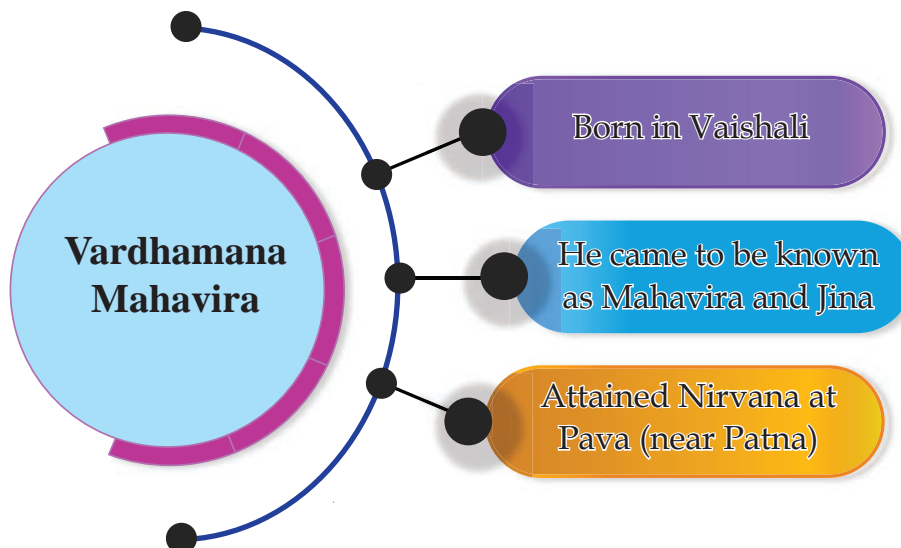 Vardhamana
Mahavira
Born in Vaishali
He came to be known
as Mahavira and Jina
Attained Nirvana at
Pava (near Patna)